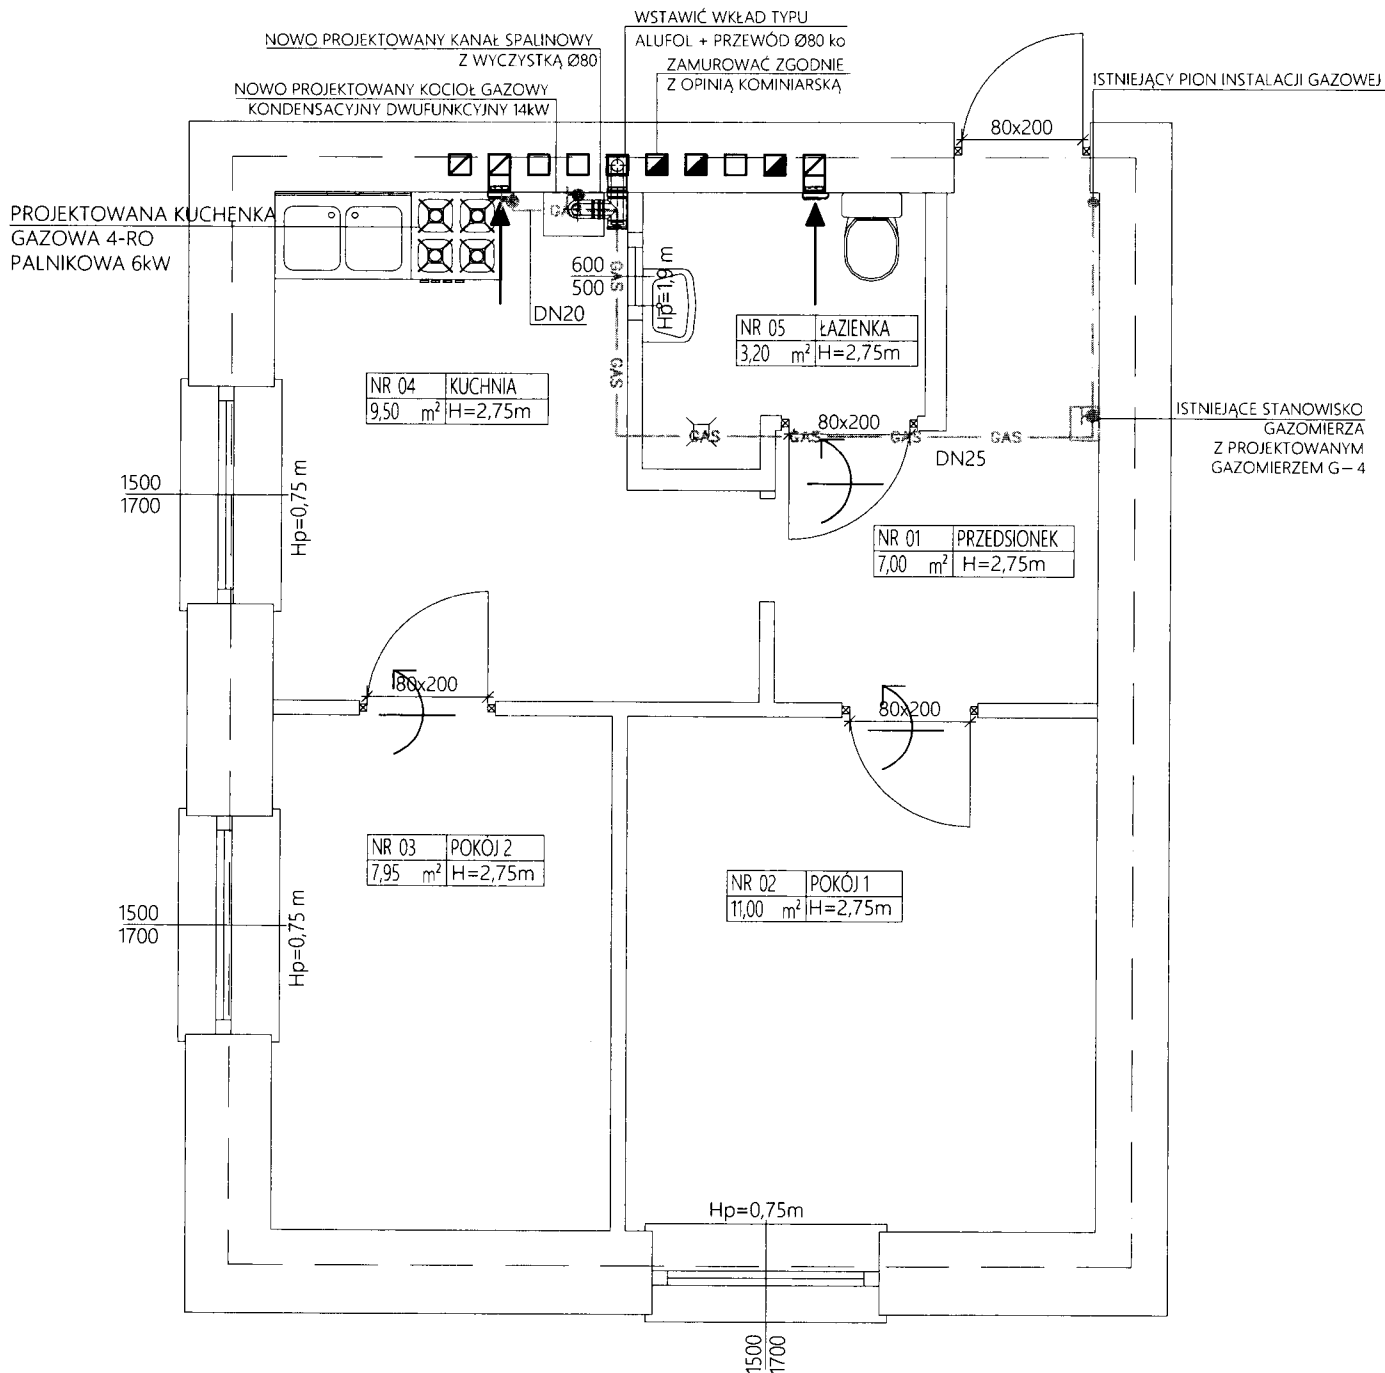 WSTAWIĆ WKŁAD TYPU
ALUFOL + PRZEWÓD Ø80 ko
NOWO PROJEKTOWANY KANAŁ SPALINOWY
Z WYCZYSTKĄ Ø80
ZAMUROWAĆ ZGODNIE
Z OPINIĄ KOMINIARSKĄ
NOWO PROJEKTOWANY KOCIOŁ GAZOWY
KONDENSACYJNY DWUFUNKCYJNY 14kW
ISTNIEJĄCY PION INSTALACJI GAZOWEJ
80x200
PROJEKTOWANA KUCHENKA
GAZOWA 4-RO
PALNIKOWA 6kW
GAS
600
500
GAS
Hp=1,9 m
DN20
NR 05 ŁAZIENKA
3,20 m² H=2,75m
GAS
NR 04 KUCHNIA
9,50 m² H=2,75m
ISTNIEJĄCE STANOWISKO
GAZOMIERZA
Z PROJEKTOWANYM
GAZOMIERZEM G-4
80x200
GAS GAS GAS GAS
DN25
1500
1700
Hp=0,75 m
NR 01 PRZEDSIONEK
7,00 m² H=2,75m
80x200
80x200
NR 03 POKÓJ 2
7,95 m² H=2,75m
NR 02 POKÓJ 1
11,00 m² H=2,75m
1500
1700
Hp=0,75 m
Hp=0,75m
1500
1700